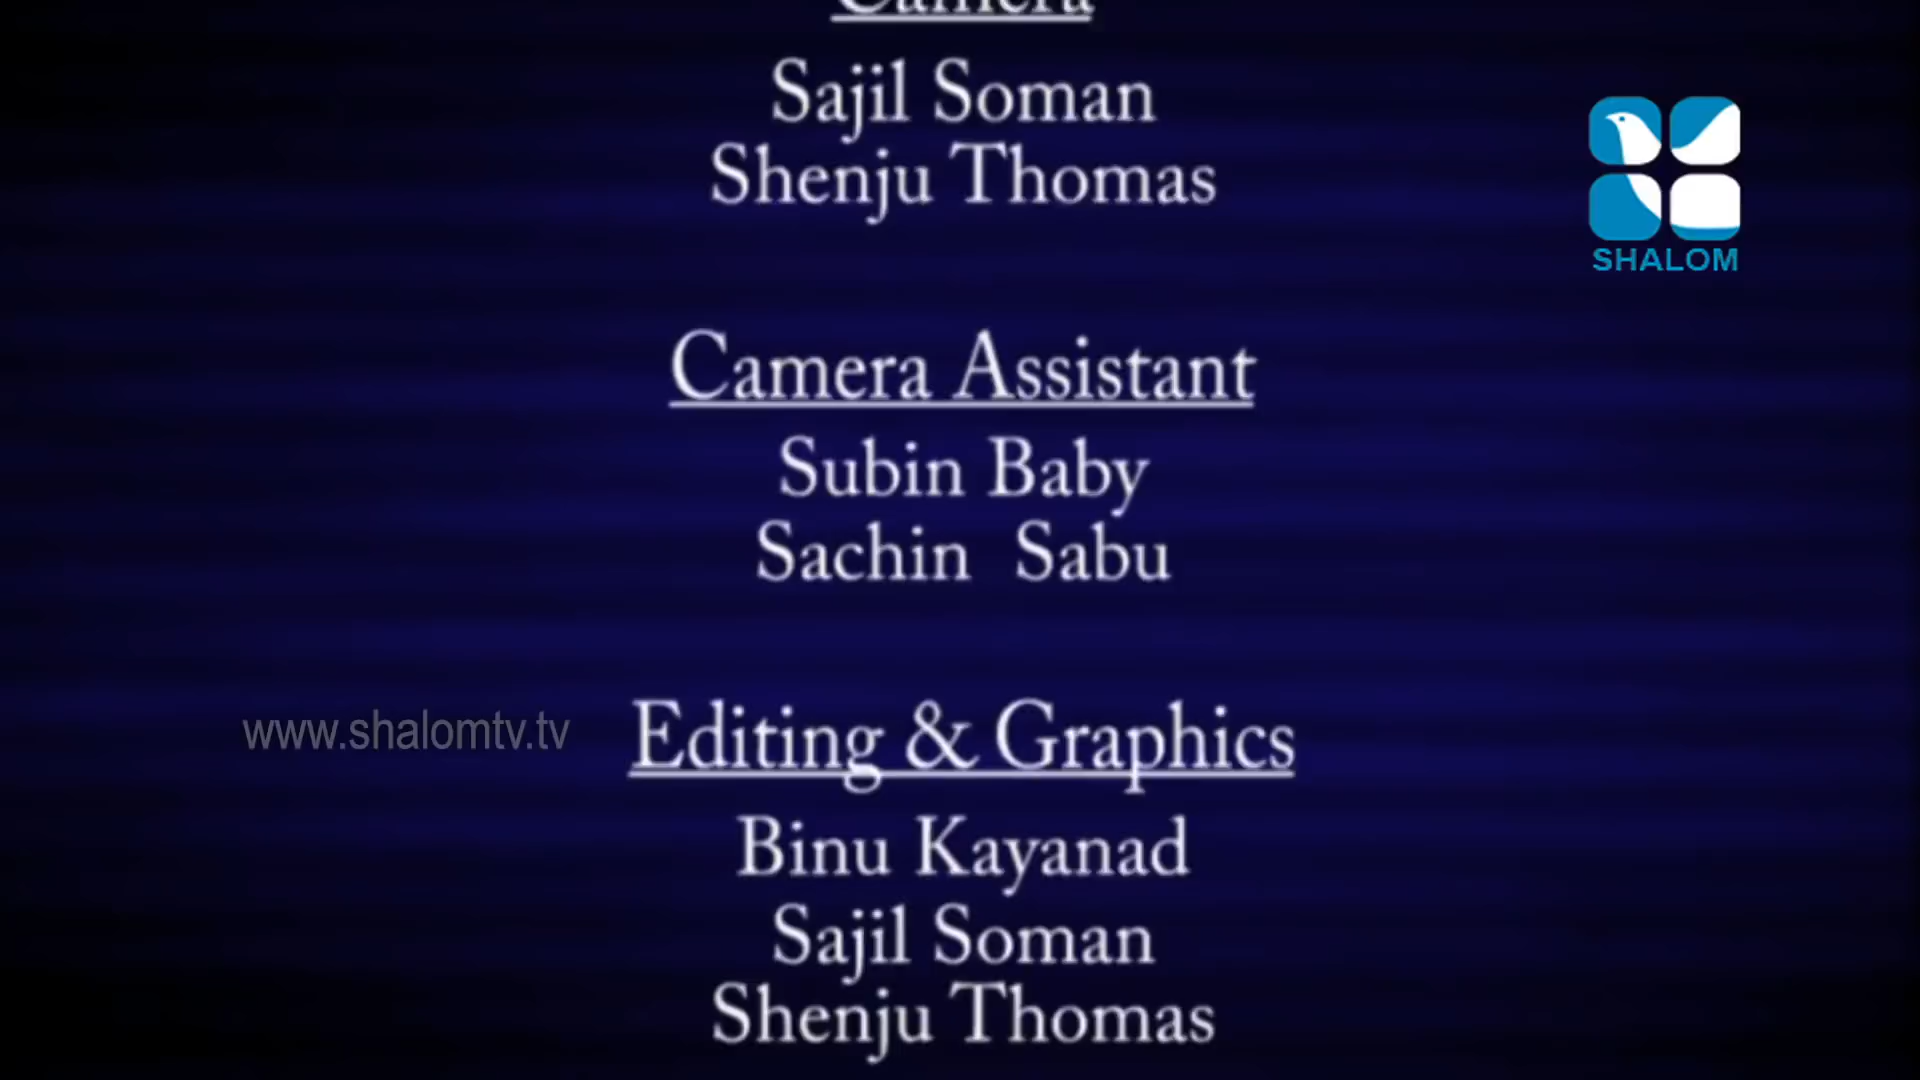 Camera
Sajil Soman
Shenju Thomas
SHALOM
Camera Assistant
Subin Baby
Sachin Sabu
www.shalomtv.tv
Editing & Graphics
Binu Kayanad
Sajil Soman
Shenju Thomas